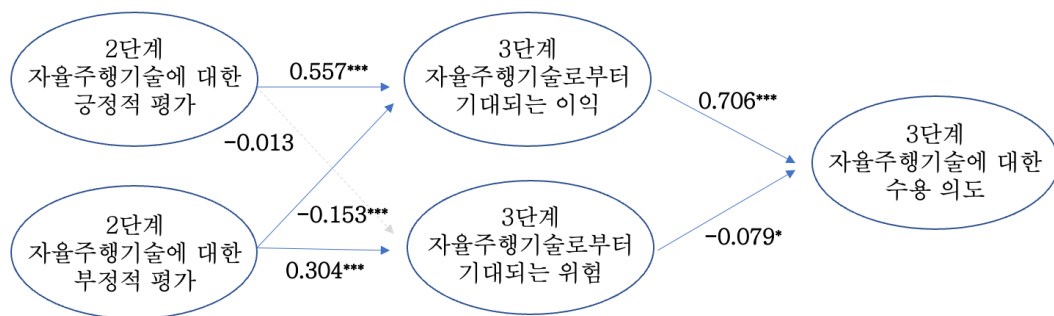 2단계
자율주행기술에 대한
긍정적 평가
0.557***
3단계
자율주행기술로부터
기대되는 이익
0.706***
-0.013
3단계
자율주행기술에 대한
수용 의도
2단계
자율주행기술에 대한
부정적 평가
-0.153***
0.304***
3단계
자율주행기술로부터
기대되는 위험
-0.079*